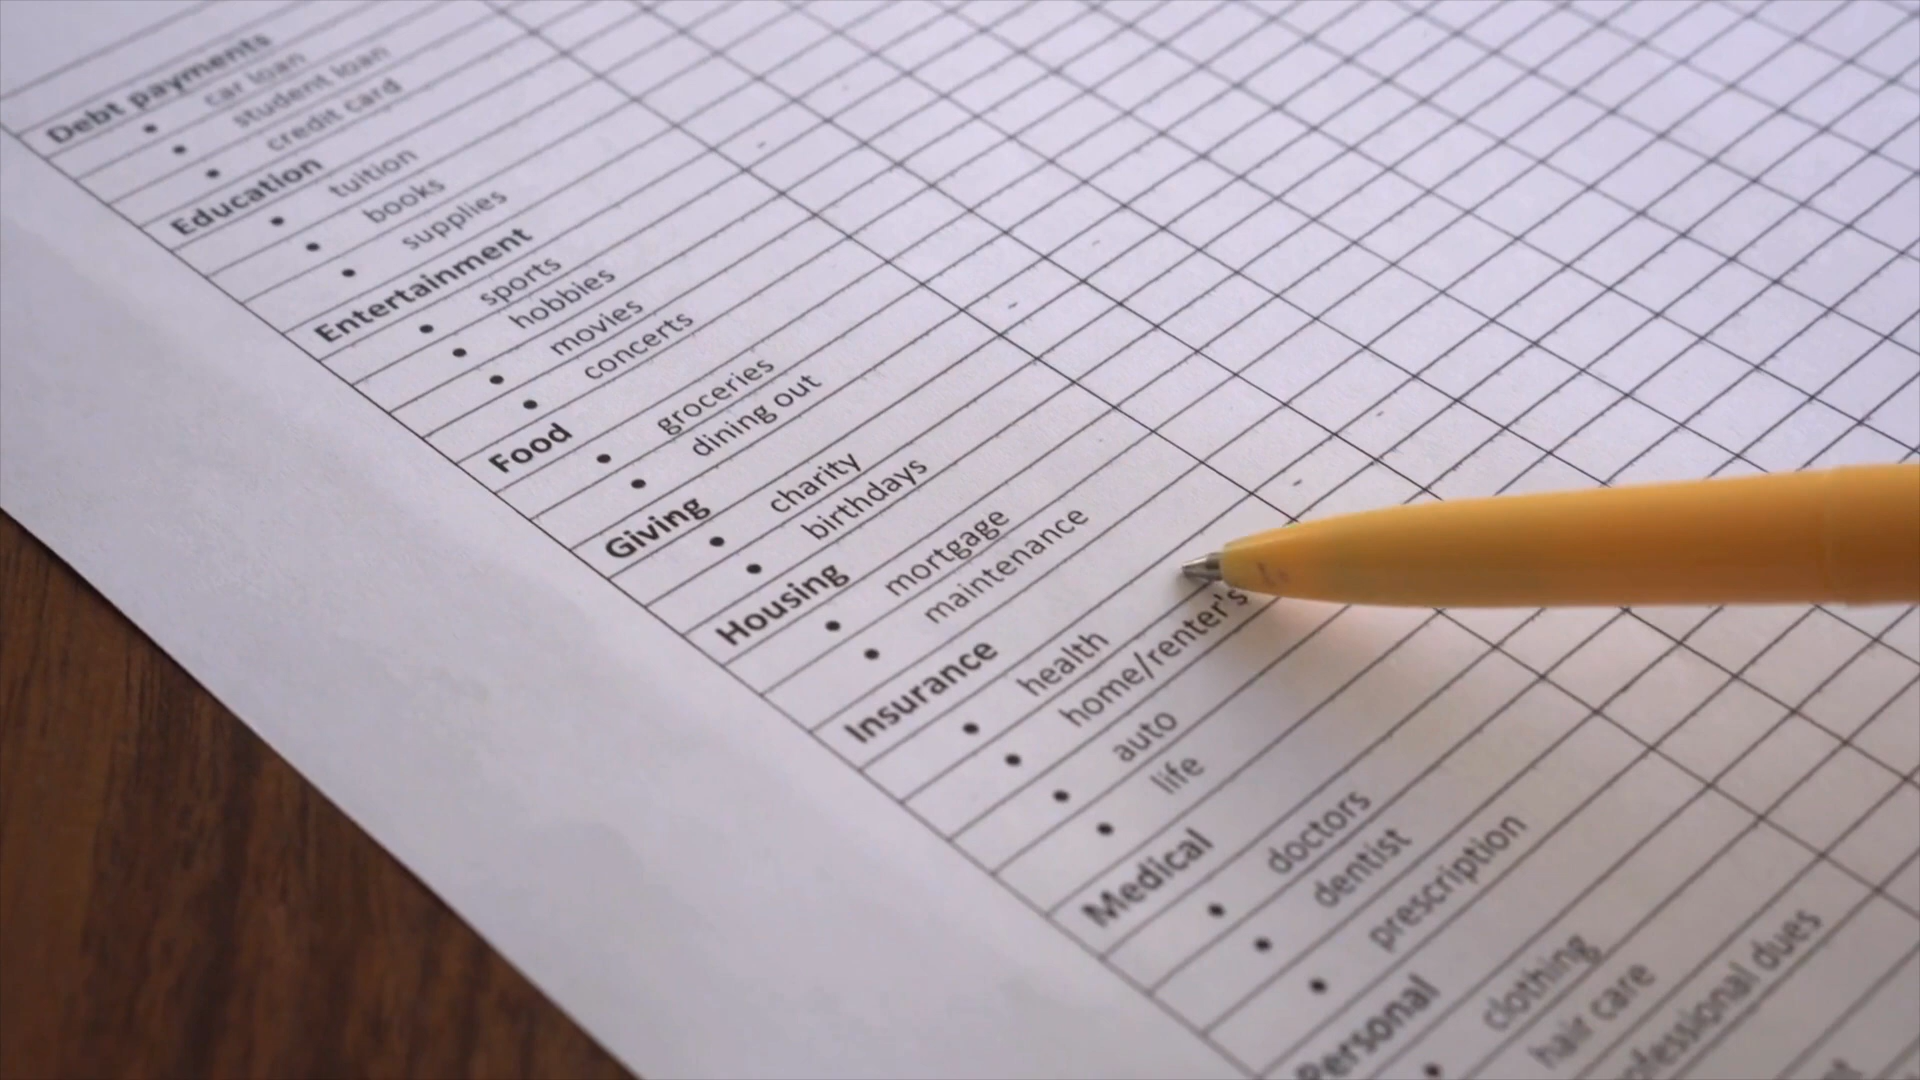 Debt payments
• car loan
• student loan
• credit card
Education
• tuition
• books
• supplies
Entertainment
• sports
• hobbies
• movies
• concerts
Food
• groceries
• dining out
Giving
• charity
• birthdays
Housing
• mortgage
• maintenance
Insurance
• health
• home/renter's
• auto
• life
Medical
• doctors
• dentist
• prescription
Personal
• clothing
hair care
dues